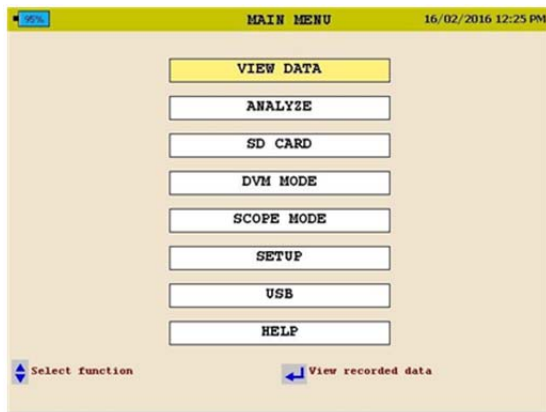 95% MAIN MENU 16/02/2016 12:25 PM
VIEW DATA
ANALYZE
SD CARD
DVM MODE
SCOPE MODE
SETUP
USB
HELP
Select function View recorded data